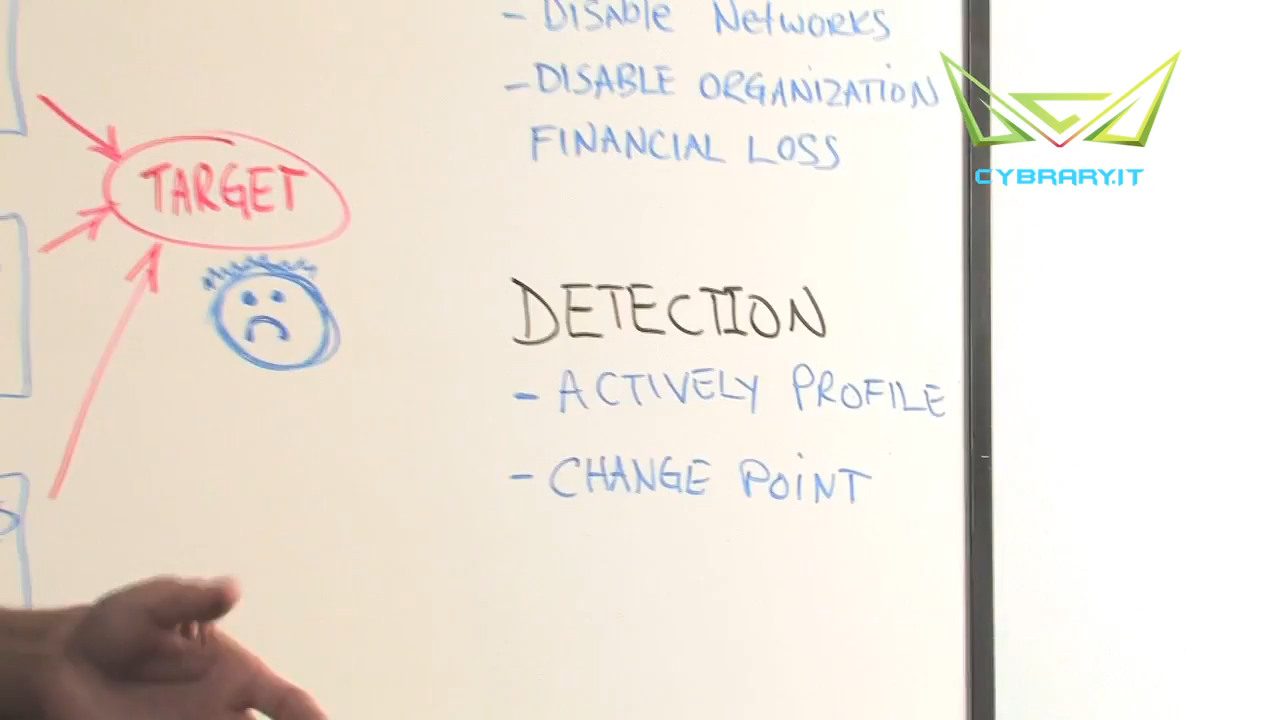 - Disable Networks
- DISABLE ORGANIZATION
FINANCIAL LOSS
CYBRARY.IT
TARGET
DETECTION
- ACTIVELY PROFILE
- CHANGE POiNT